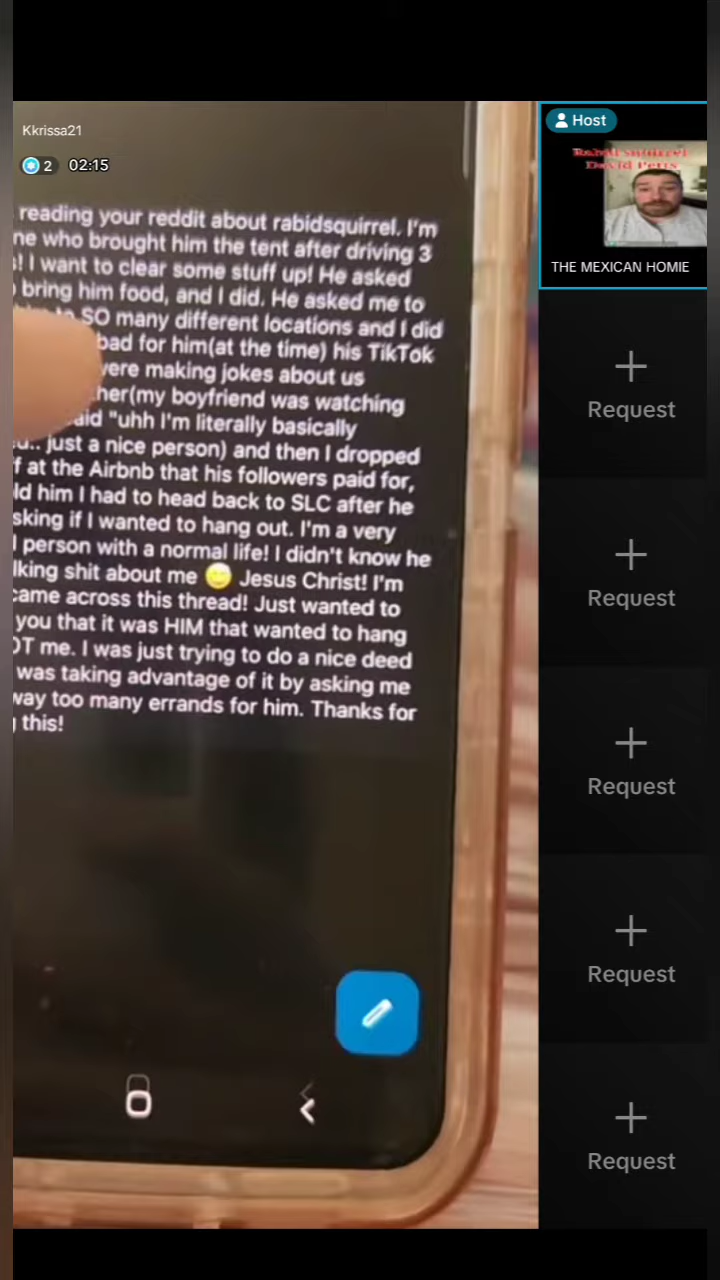 Kkrissa21
2 02:15
reading your reddit about rabidsquirrel. I'm
ne who brought him the tent after driving 3
! I want to clear some stuff up! He asked
bring him food, and I did. He asked me to
SO many different locations and I did
bad for him(at the time) his TikTok
were making jokes about us
her(my boyfriend was watching
aid "uhh I'm literally basically
just a nice person) and then I dropped
f at the Airbnb that his followers paid for,
ld him I had to head back to SLC after he
sking if I wanted to hang out. I'm a very
l person with a normal life! I didn't know he
lking shit about me 😊 Jesus Christ! I'm
came across this thread! Just wanted to
you that it was HIM that wanted to hang
OT me. I was just trying to do a nice deed
was taking advantage of it by asking me
way too many errands for him. Thanks for
this!
Host
Rabid Squirrel
David Peris
THE MEXICAN HOMIE
Request
Request
Request
Request
Request